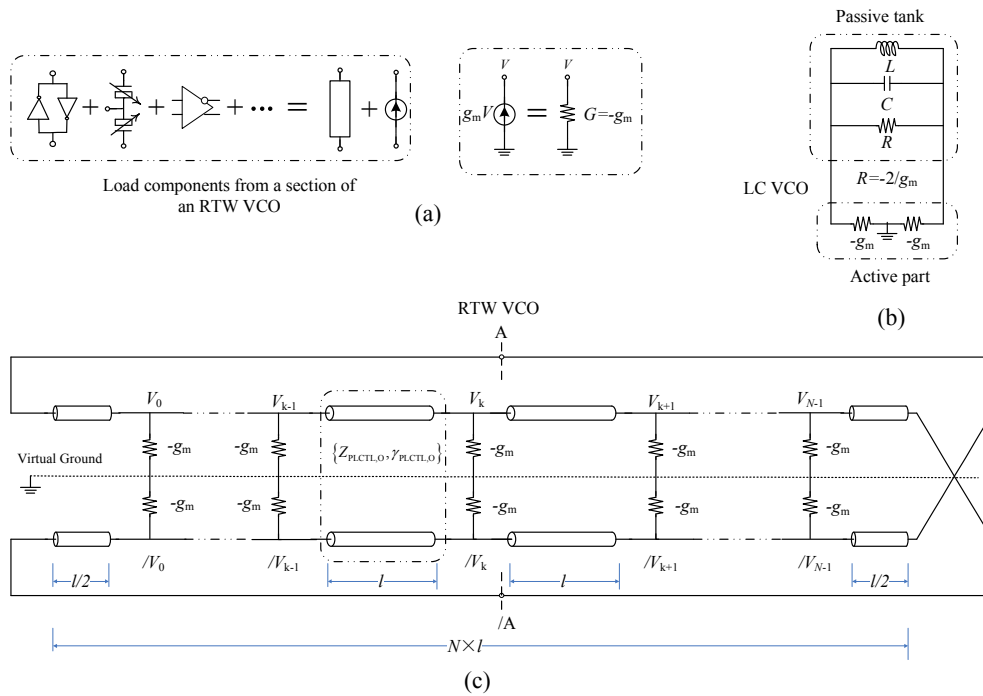 + + + ••• = +
Load components from a section of
an RTW VCO
V V
gmV = G=-gm
(a)
Passive tank
L
C
R
LC VCO
R=-2/gm
-gm -gm
Active part
(b)
RTW VCO
A
V0 Vk-1 Vk Vk+1 VN-1
-gm -gm {ZPLCTL,O,γPLCTL,O} -gm -gm -gm
Virtual Ground
-gm -gm -gm -gm -gm
/V0 /Vk-1 /Vk /Vk+1 /VN-1
l/2 l l l/2
/A
N×l
(c)